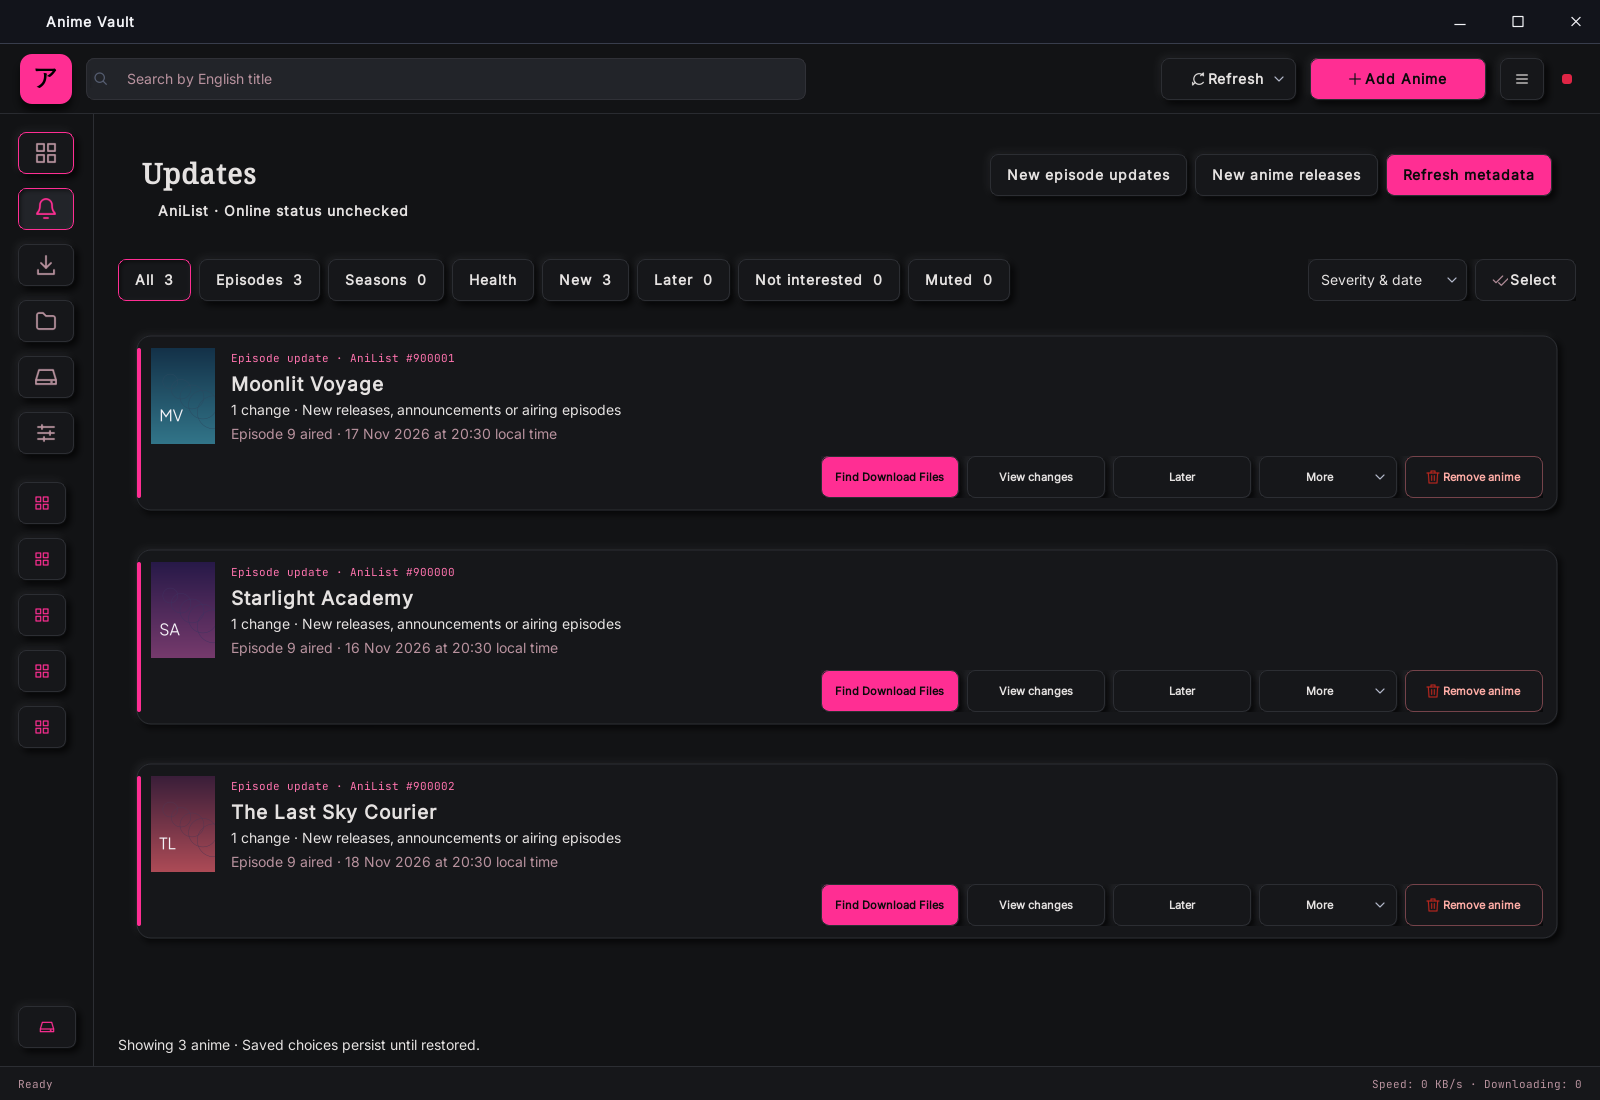 Anime Vault
ア
Search by English title
Refresh
Add Anime
Updates
New episode updates
New anime releases
Refresh metadata
AniList · Online status unchecked
All 3
Episodes 3
Seasons 0
Health
New 3
Later 0
Not interested 0
Muted 0
Severity & date
Select
MV
Episode update · AniList #900001
Moonlit Voyage
1 change · New releases, announcements or airing episodes
Episode 9 aired · 17 Nov 2026 at 20:30 local time
Find Download Files
View changes
Later
More
Remove anime
SA
Episode update · AniList #900000
Starlight Academy
1 change · New releases, announcements or airing episodes
Episode 9 aired · 16 Nov 2026 at 20:30 local time
Find Download Files
View changes
Later
More
Remove anime
TL
Episode update · AniList #900002
The Last Sky Courier
1 change · New releases, announcements or airing episodes
Episode 9 aired · 18 Nov 2026 at 20:30 local time
Find Download Files
View changes
Later
More
Remove anime
Showing 3 anime · Saved choices persist until restored.
Ready
Speed: 0 KB/s · Downloading: 0